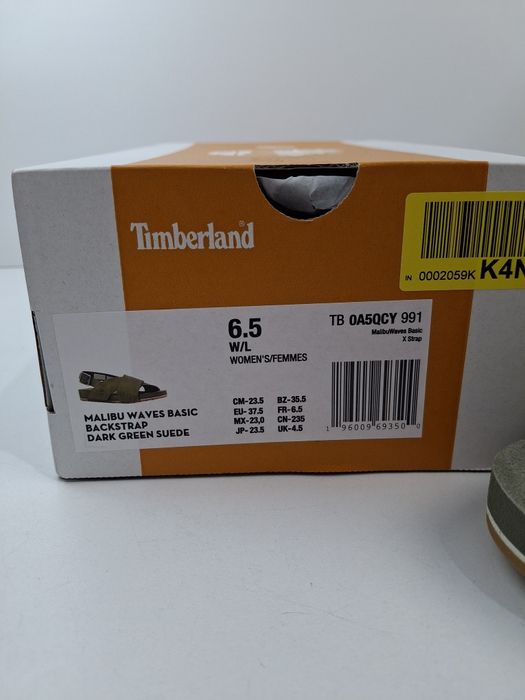 Timberland®
IN 0002059K K4N
6.5
W/L
WOMEN'S/FEMMES
TB 0A5QCY 991
MalibuWaves Basic
X Strap
MALIBU WAVES BASIC
BACKSTRAP
DARK GREEN SUEDE
CM-23.5 BZ-35.5
EU-37.5 FR-6.5
MX-23,0 CN-235
JP-23.5 UK-4.5
1 96009 69350 0